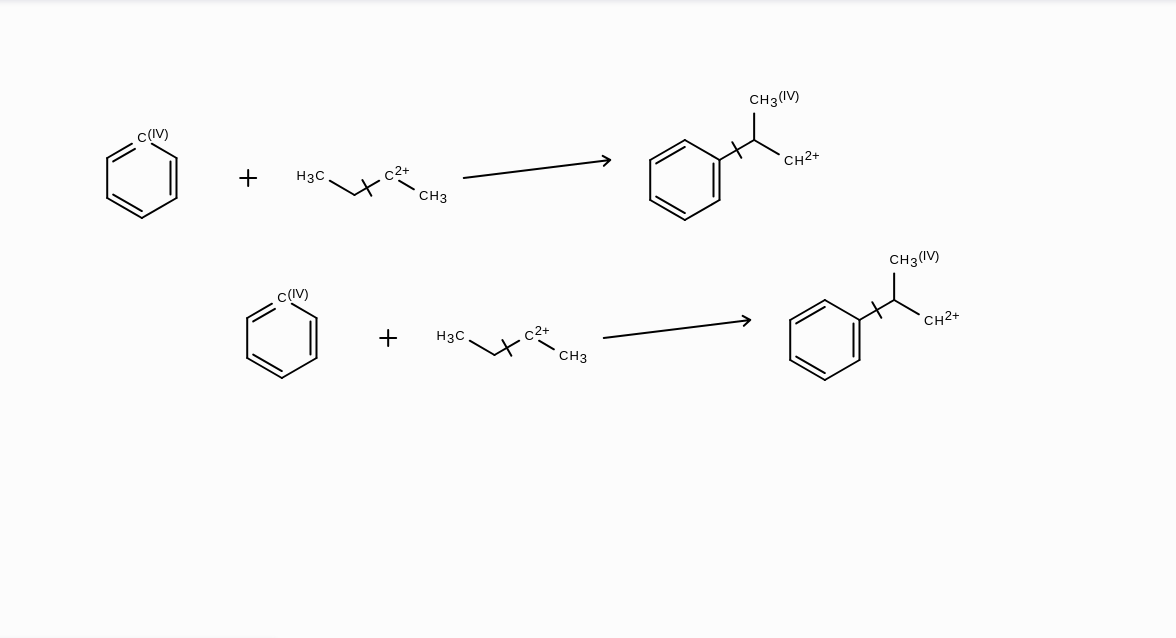 CH3(IV)
C(IV) + H3C C2+ CH3 CH2+
CH3(IV)
C(IV) + H3C C2+ CH3 CH2+